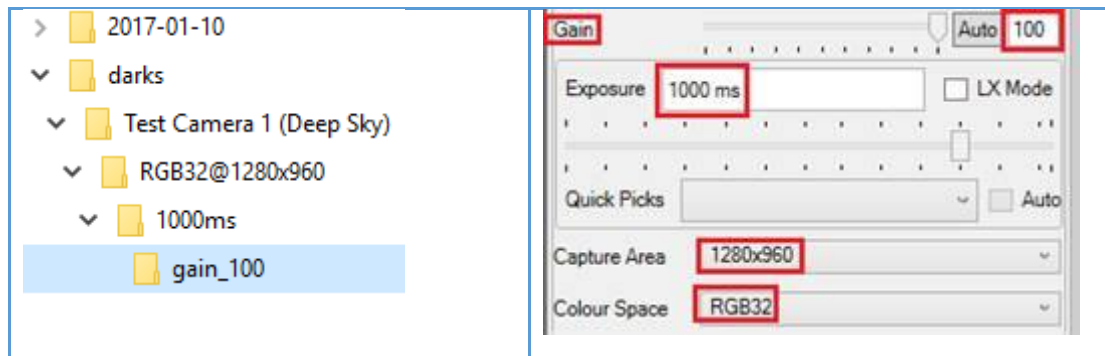 2017-01-10
darks
Test Camera 1 (Deep Sky)
RGB32@1280x960
1000ms
gain_100
Gain Auto 100
Exposure 1000 ms LX Mode
Quick Picks Auto
Capture Area 1280x960
Colour Space RGB32